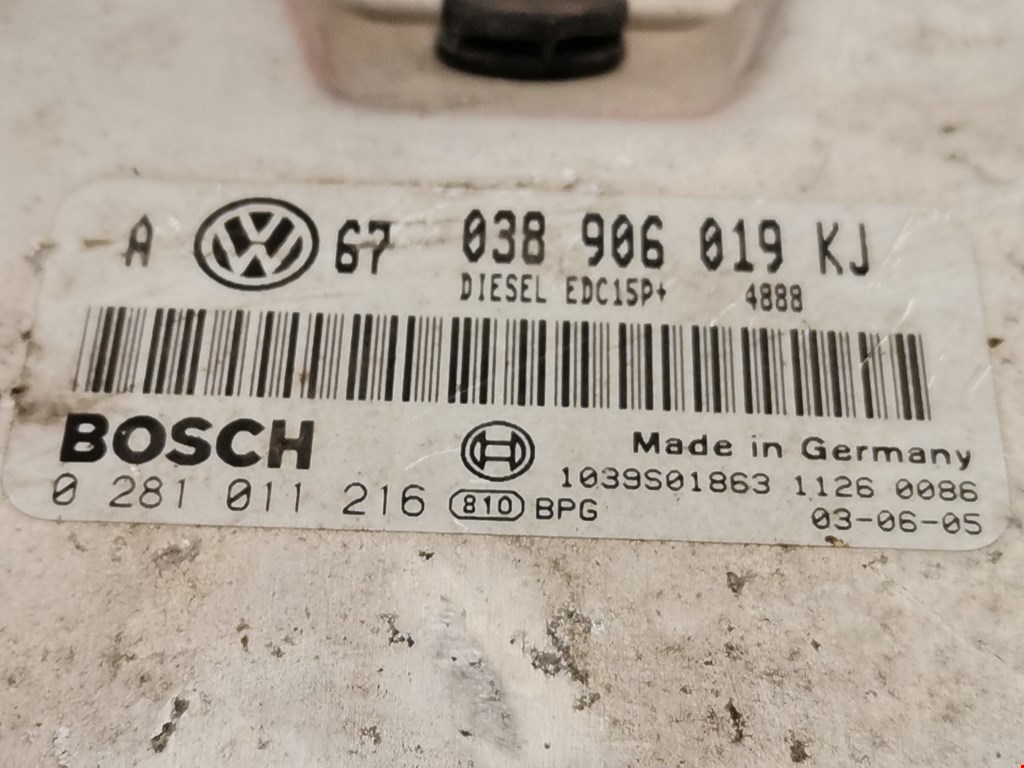 A VW 67 038 906 019 KJ
DIESEL EDC15P+ 4888
BOSCH Made in Germany
1039S01863 1126 0086
0 281 011 216 810 BPG 03-06-05